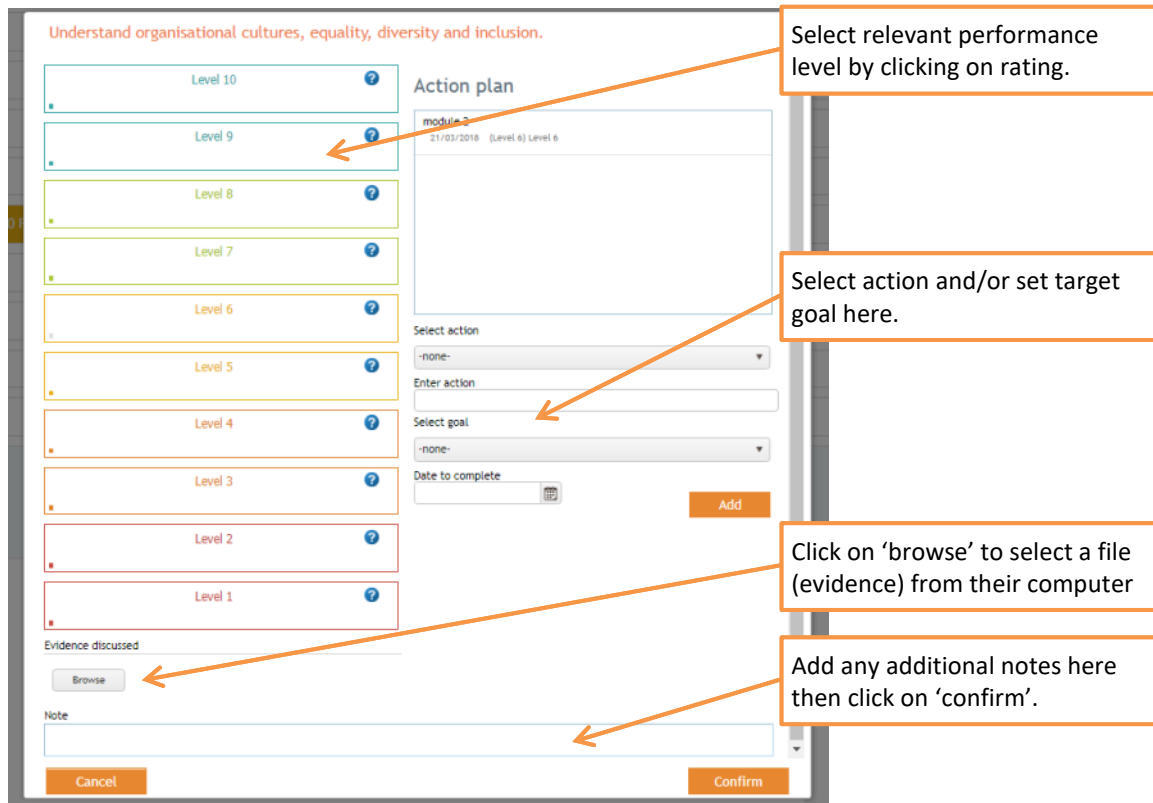 Understand organisational cultures, equality, diversity and inclusion.
Level 10
Level 9
Level 8
Level 7
Level 6
Level 5
Level 4
Level 3
Level 2
Level 1
Evidence discussed
Browse
Note
Cancel
Action plan
module 2
21/03/2018 (Level 6) Level 6
Select action
-none-
Enter action
Select goal
-none-
Date to complete
Add
Confirm
Select relevant performance
level by clicking on rating.
Select action and/or set target
goal here.
Click on ‘browse’ to select a file
(evidence) from their computer
Add any additional notes here
then click on ‘confirm’.